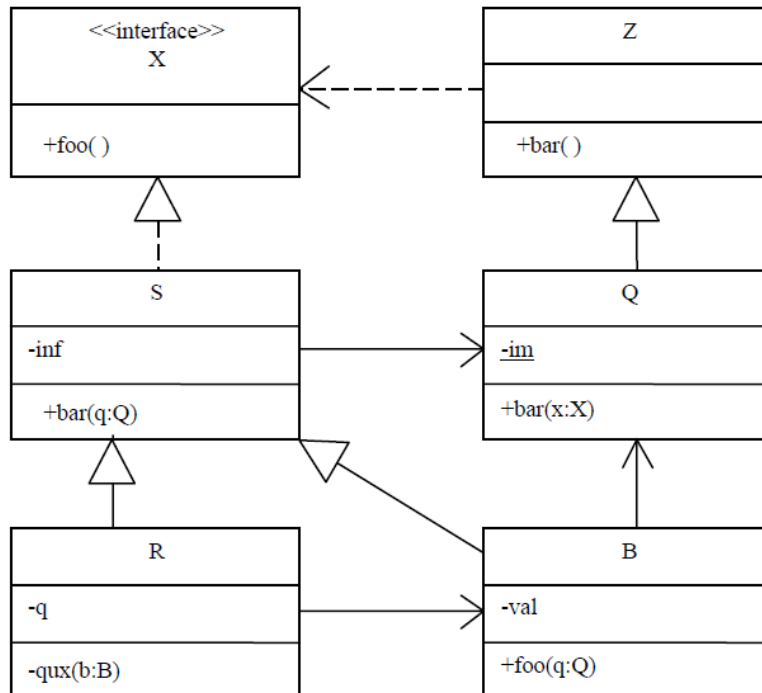 <<interface>>
X
+foo( )
Z
+bar( )
S
-inf
+bar(q:Q)
Q
-im
+bar(x:X)
R
-q
-qux(b:B)
B
-val
+foo(q:Q)